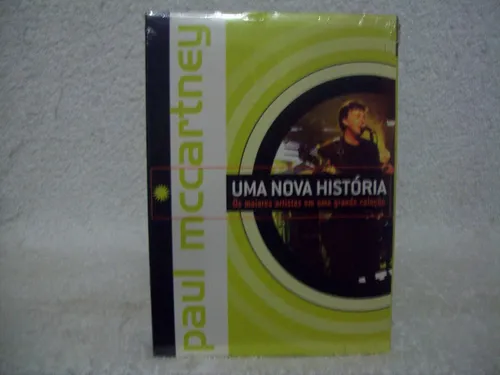 paul mccartney
UMA NOVA HISTÓRIA
Os maiores artistas em uma grande coleção